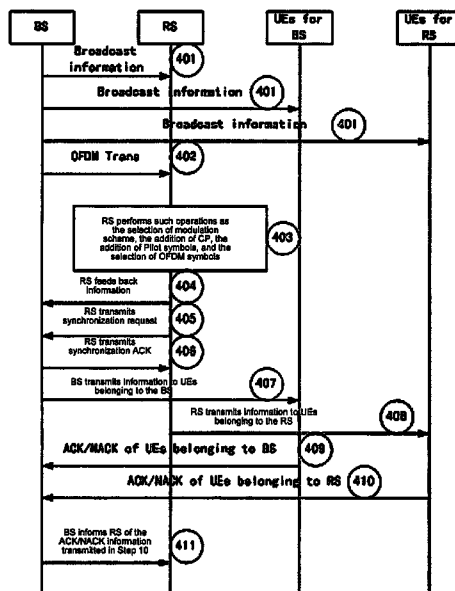 BS
RS
UEs for
BS
UEs for
RS
Broadcast
information
401
Broadcast information
401
Broadcast information
401
OFDM Trans
402
RS performs such operations as
the selection of modulation
scheme, the addition of CP, the
addition of Pilot symbols, and the
selection of OFDM symbols
403
RS feeds back
information
404
RS transmits
synchronization request
405
RS transmits
synchronization ACK
406
BS transmits information to UEs
belonging to the BS
407
RS transmits information to UEs
belonging to the RS
408
ACK/NACK of UEs belonging to BS
409
ACK/NACK of UEs belonging to RS
410
BS informs RS of the
ACK/NACK information
transmitted in Step 10
411